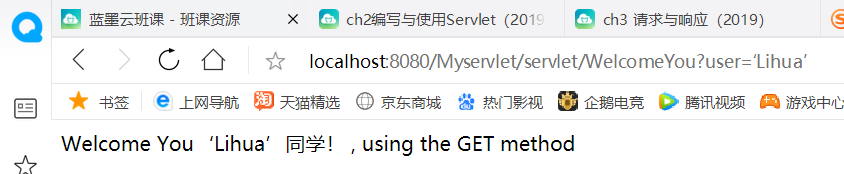 蓝墨云班课 - 班课资源 ch2编写与使用Servlet（2019 ch3 请求与响应（2019）
localhost:8080/Myservlet/servlet/WelcomeYou?user=‘Lihua’
书签 上网导航 淘 天猫精选 京东商城 热门影视 企鹅电竞 腾讯视频 游戏中心
Welcome You‘Lihua’同学！, using the GET method